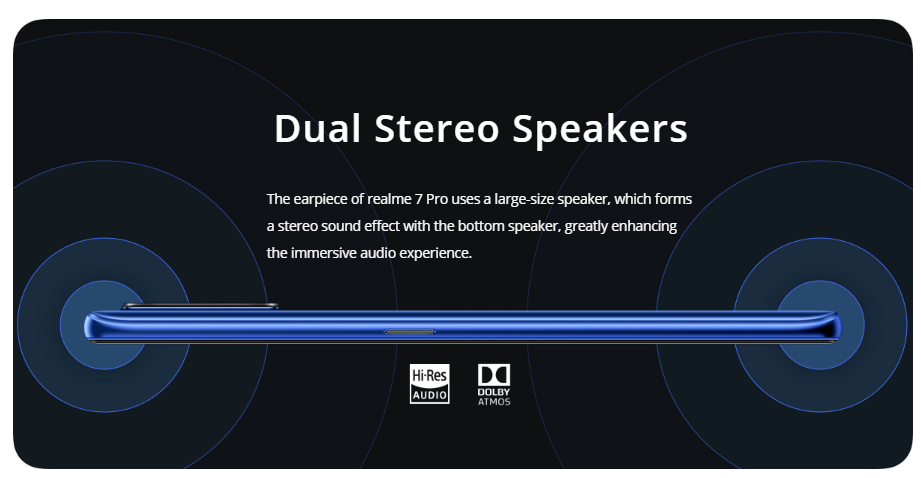 Dual Stereo Speakers
The earpiece of realme 7 Pro uses a large-size speaker, which forms
a stereo sound effect with the bottom speaker, greatly enhancing
the immersive audio experience.
Hi-Res
AUDIO
DOLBY
ATMOS